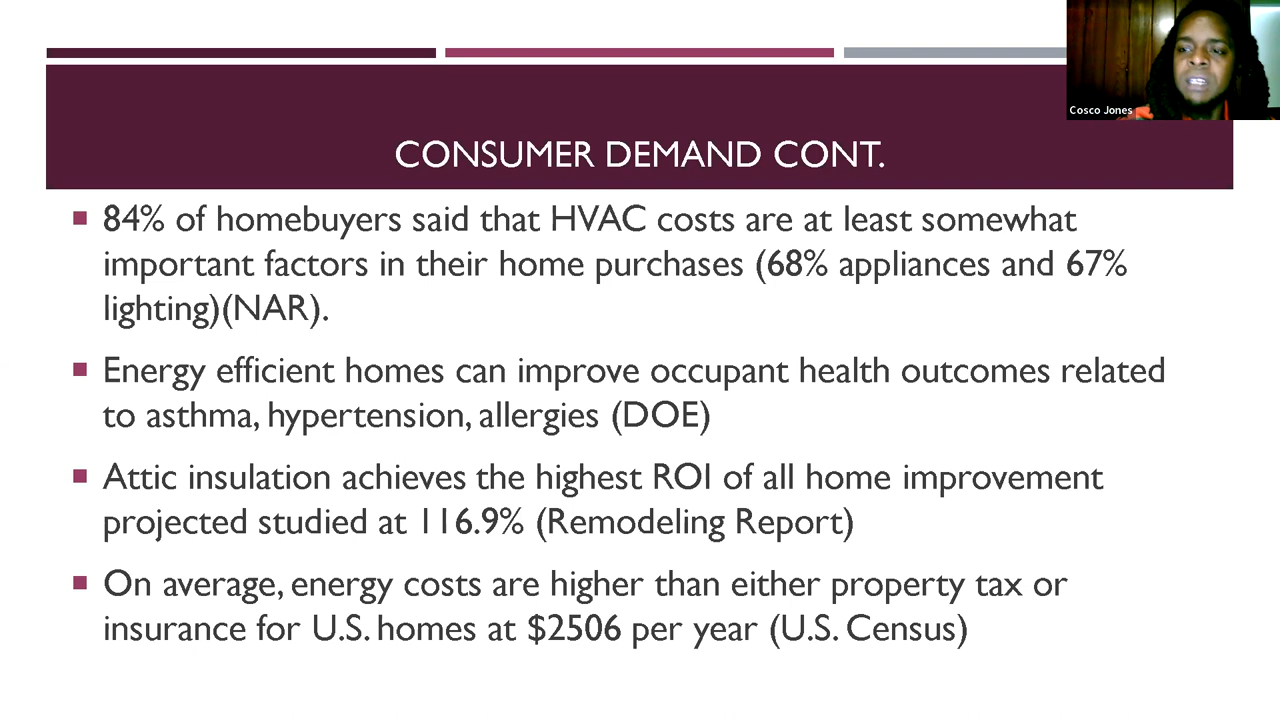 Cosco Jones
CONSUMER DEMAND CONT.
84% of homebuyers said that HVAC costs are at least somewhat
important factors in their home purchases (68% appliances and 67%
lighting)(NAR).
Energy efficient homes can improve occupant health outcomes related
to asthma, hypertension, allergies (DOE)
Attic insulation achieves the highest ROI of all home improvement
projected studied at 116.9% (Remodeling Report)
On average, energy costs are higher than either property tax or
insurance for U.S. homes at $2506 per year (U.S. Census)